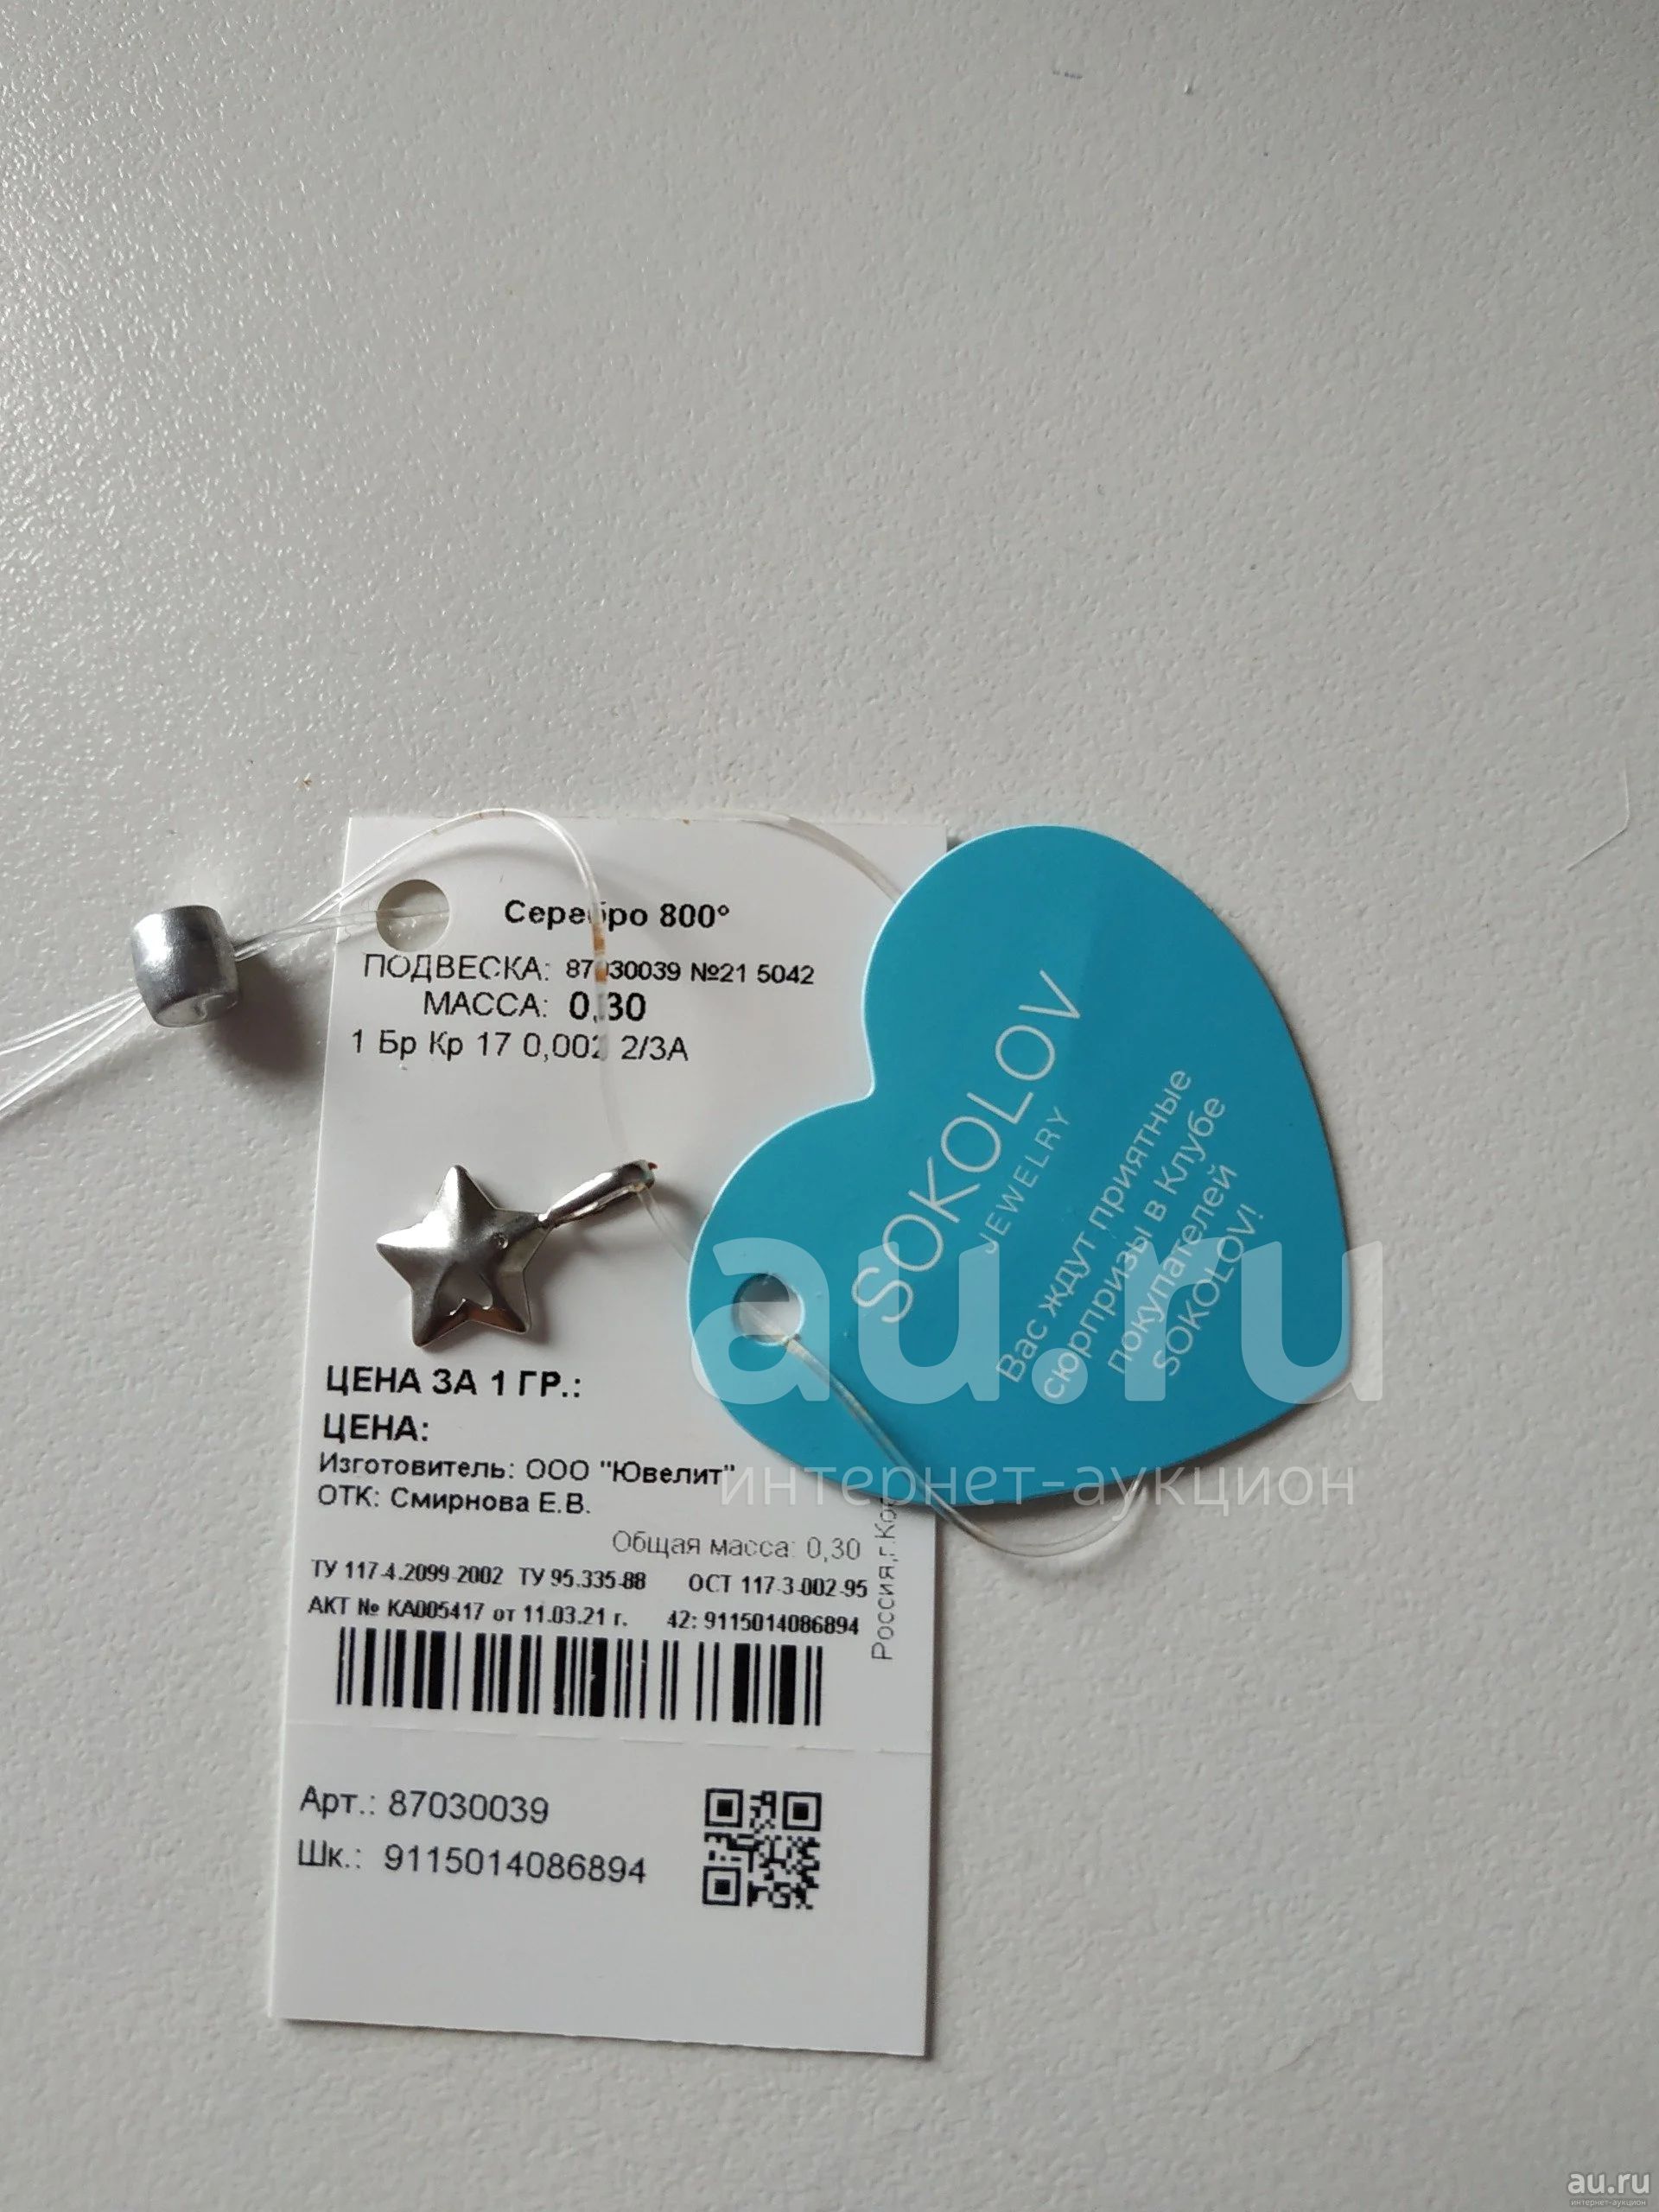 Серебро 800°
ПОДВЕСКА: 87030039 №21 5042
МАССА: 0,30
1 Бр Кр 17 0,002 2/3А
ЦЕНА ЗА 1 ГР.:
ЦЕНА:
Изготовитель: ООО "Ювелит"
ОТК: Смирнова Е.В.
Общая масса: 0,30
ТУ 117-4.2099-2002 ТУ 95.335-88 ОСТ 117-3-002-95
АКТ № КА005417 от 11.03.21 г. 42: 9115014086894
Россия,г.
Арт.: 87030039
Шк.: 9115014086894
SOKOLOV
JEWELRY
Вас ждут приятные
сюрпризы в Клубе
покупателей
SOKOLOV!
au.ru
интернет-аукцион
au.ru
интернет-аукцион